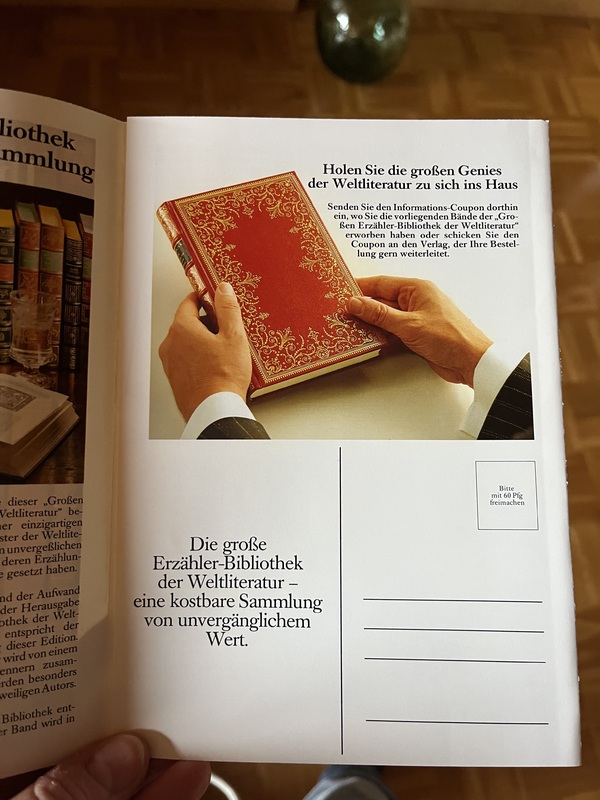 liothek
ammlung
dieser „Großen
Weltliteratur" be-
einzigartigen
ster der Weltlite-
n unvergeßlichen
deren Erzählun-
gesetzt haben.
nd der Aufwand
der Herausgabe
othek der Welt-
entspricht der
dieser Edition.
wird von einem
ennern zusam-
rden besonders
weiligen Autors.
Bibliothek ent-
er Band wird in
Holen Sie die großen Genies
der Weltliteratur zu sich ins Haus
Senden Sie den Informations-Coupon dorthin
ein, wo Sie die vorliegenden Bände der „Gro-
ßen Erzähler-Bibliothek der Weltliteratur"
erworben haben oder schicken Sie den
Coupon an den Verlag, der Ihre Bestel-
lung gern weiterleitet.
Bitte
mit 60 Pfg
freimachen
Die große
Erzähler-Bibliothek
der Weltliteratur –
eine kostbare Sammlung
von unvergänglichem
Wert.